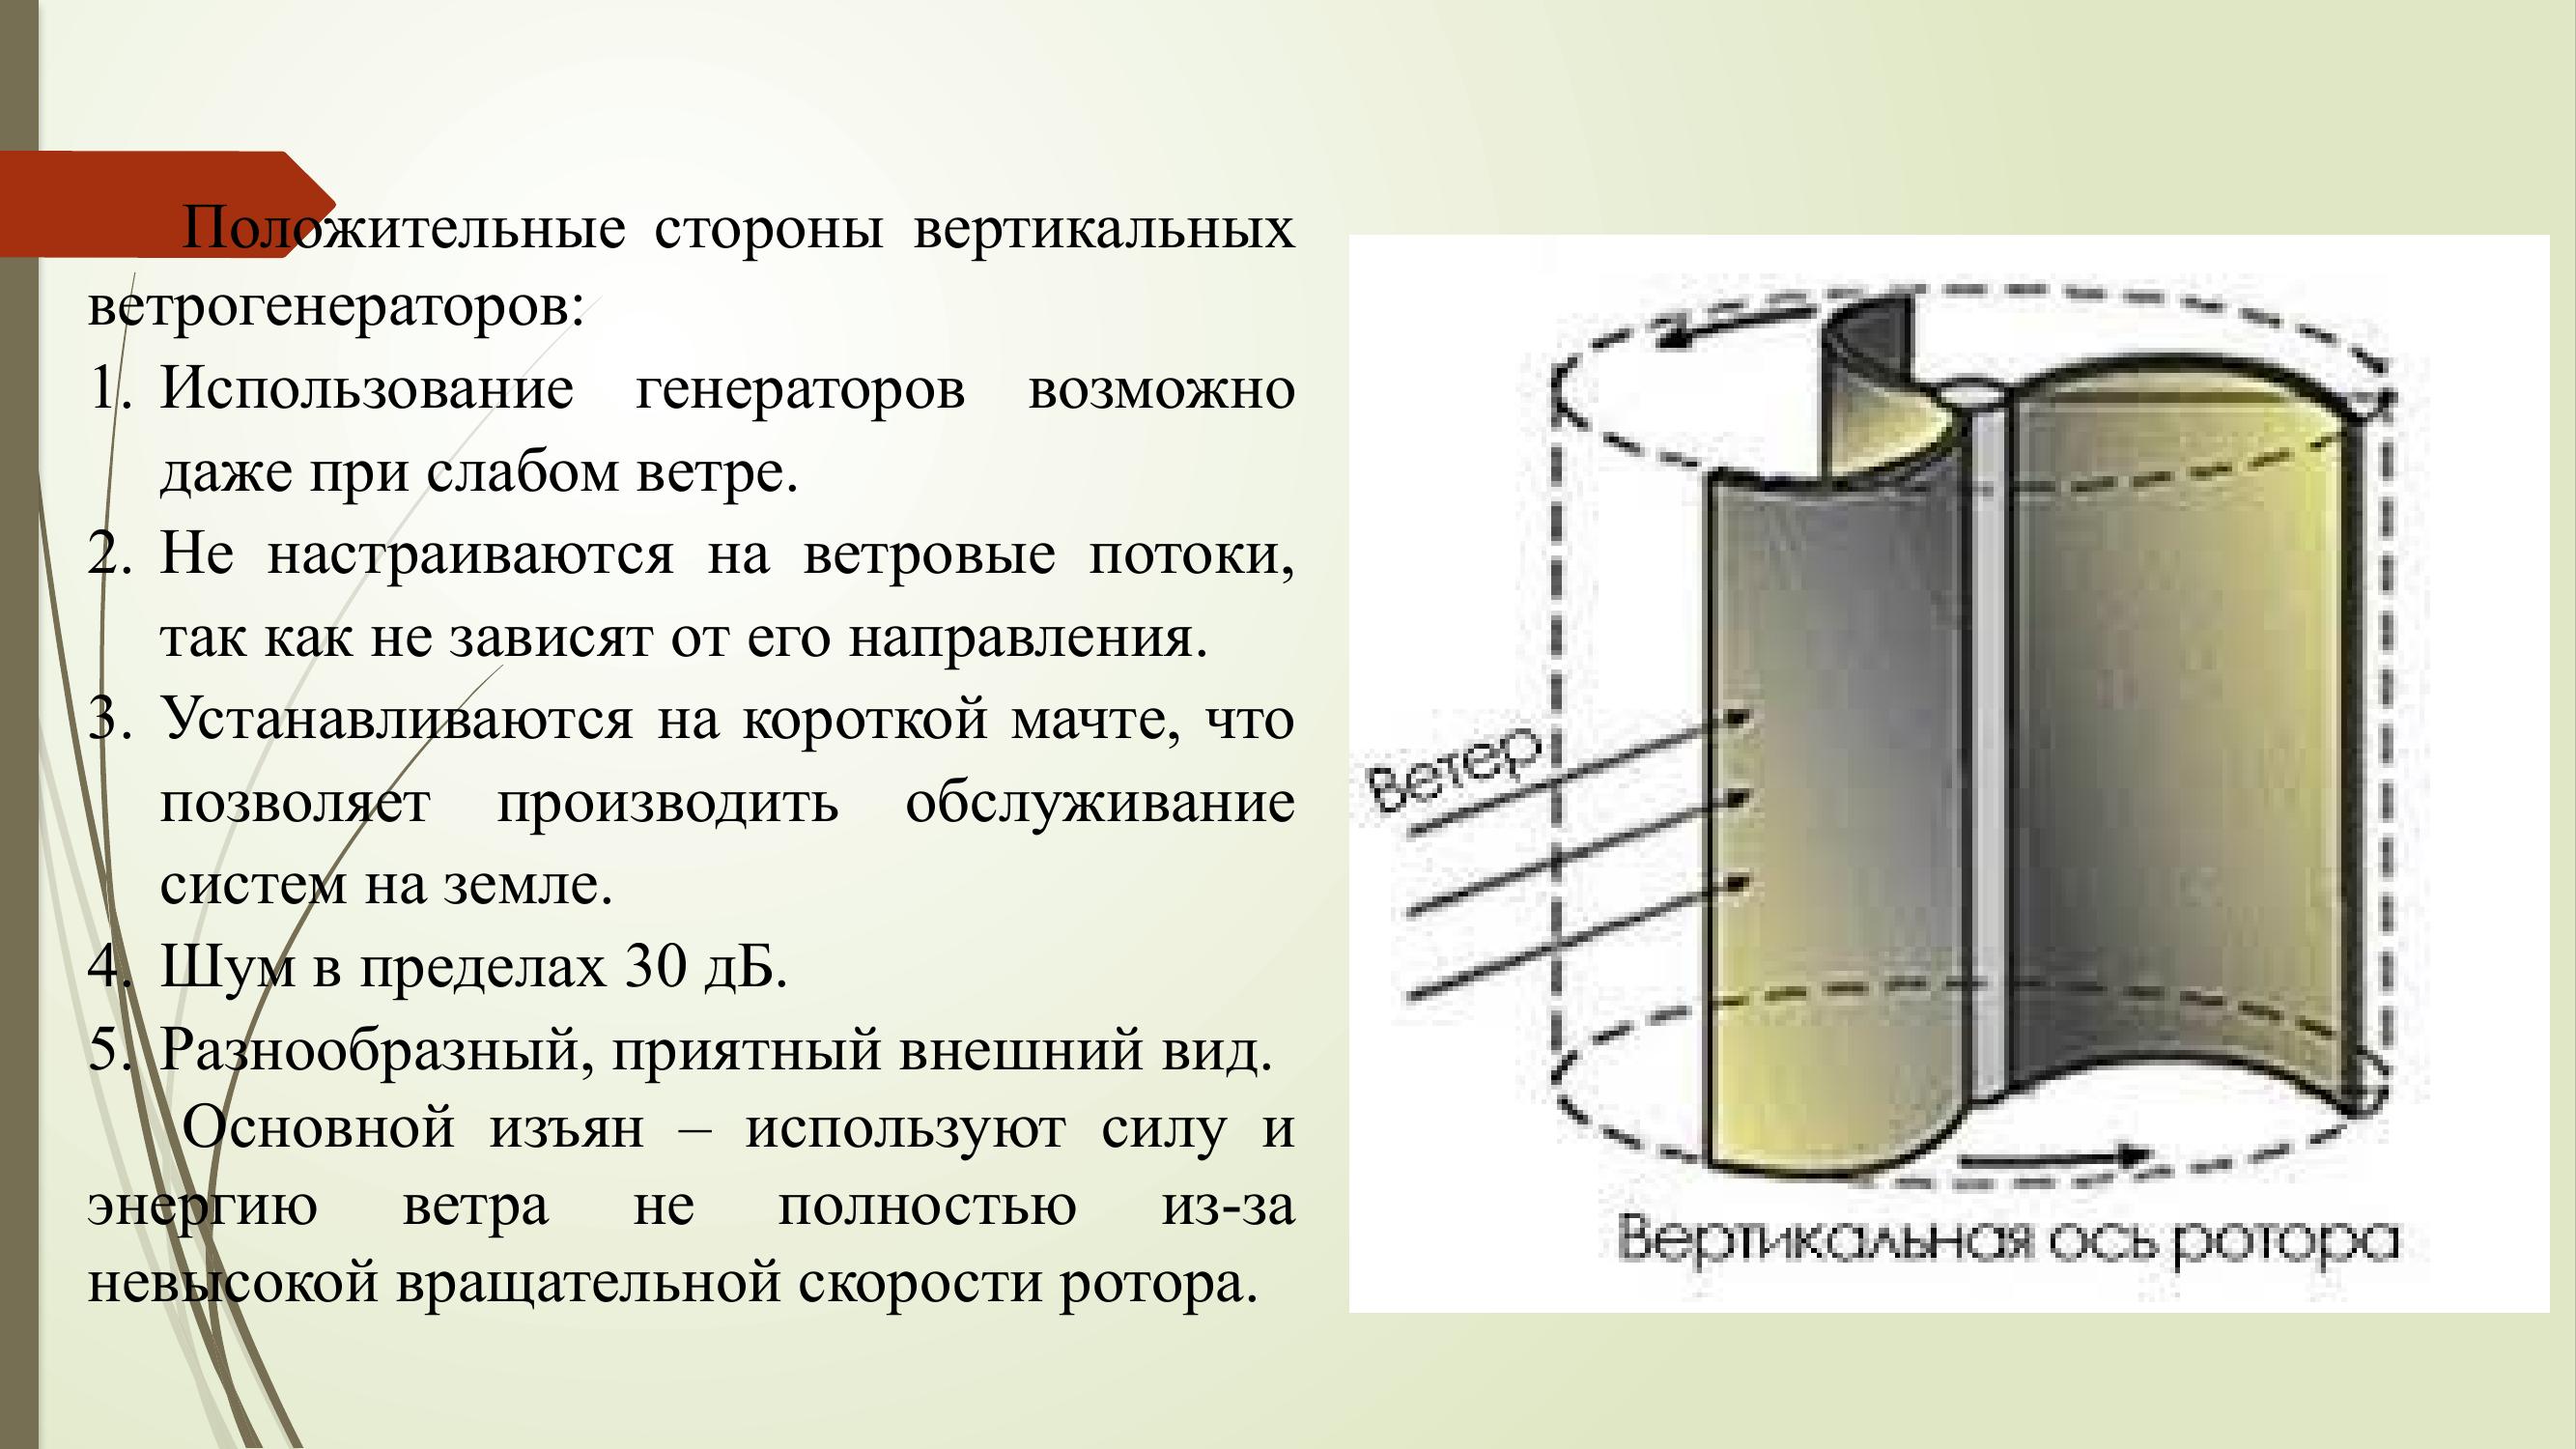 Положительные стороны вертикальных
ветрогенераторов:
1. Использование генераторов возможно
даже при слабом ветре.
2. Не настраиваются на ветровые потоки,
так как не зависят от его направления.
3. Устанавливаются на короткой мачте, что
позволяет производить обслуживание
систем на земле.
4. Шум в пределах 30 дБ.
5. Разнообразный, приятный внешний вид.
Основной изъян – используют силу и
энергию ветра не полностью из-за
невысокой вращательной скорости ротора.
Ветер
Вертикальная ось ротора